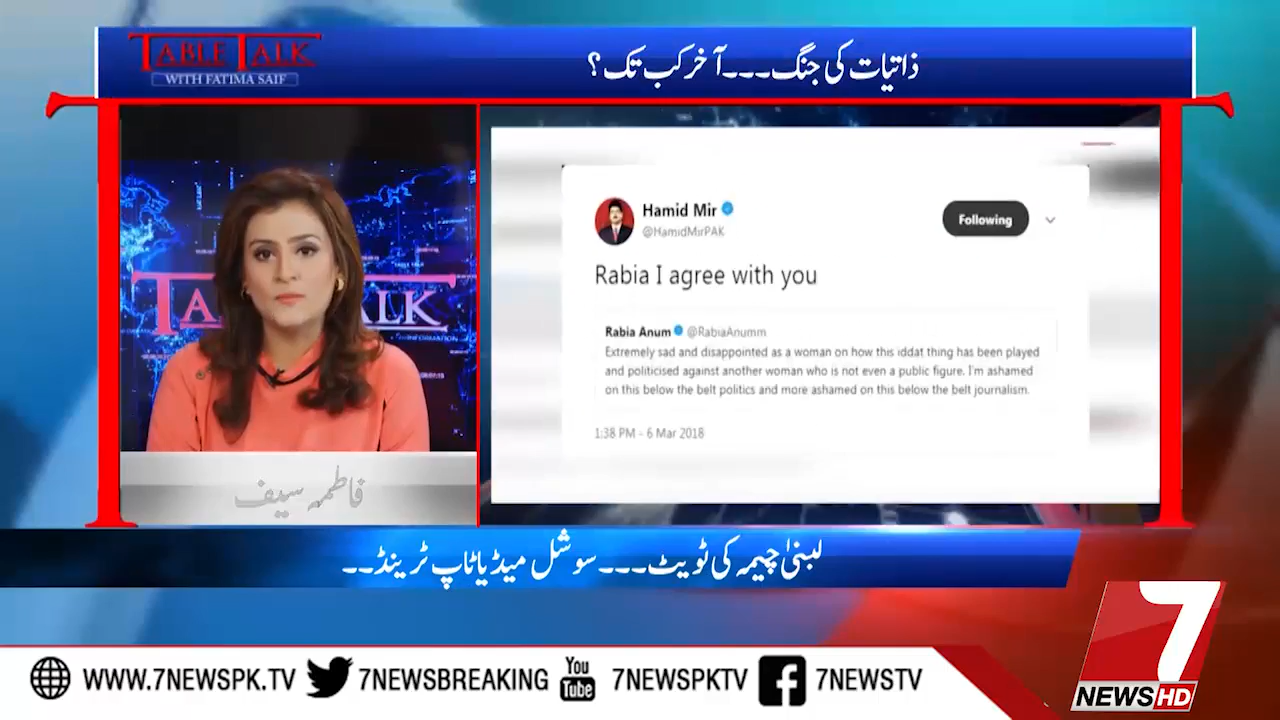 TABLE TALK
WITH FATIMA SAIF
ذاتیات کی جنگ۔۔۔آخر کب تک؟
TABLE TALK
فاطمہ سیف
Hamid Mir
@HamidMirPAK
Following
Rabia I agree with you
Rabia Anum @RabiaAnumm
Extremely sad and disappointed as a woman on how this iddat thing has been played
and politicised against another woman who is not even a public figure. I'm ashamed
on this below the belt politics and more ashamed on this below the belt journalism.
1:38 PM - 6 Mar 2018
لبنیٰ چیمہ کی ٹویٹ۔۔۔سوشل میڈیا ٹاپ ٹرینڈ۔۔
WWW.7NEWSPK.TV 7NEWSBREAKING You Tube 7NEWSPKTV 7NEWSTV
7
NEWS HD